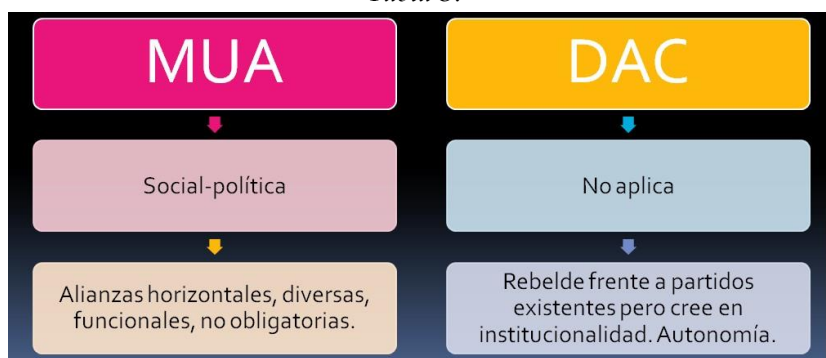 MUA
Social-política
Alianzas horizontales, diversas,
funcionales, no obligatorias.
DAC
No aplica
Rebelde frente a partidos
existentes pero cree en
institucionalidad. Autonomía.